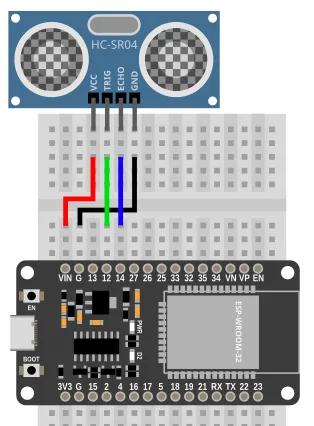 HC-SR04
VCC
TRIG
ECHO
GND
VIN G 13 12 14 27 26 25 33 32 35 34 VN VP EN
EN
PWR
D2
ESP-WROOM-32
BOOT
3V3 G 15 2 4 16 17 5 18 19 21 RX TX 22 23